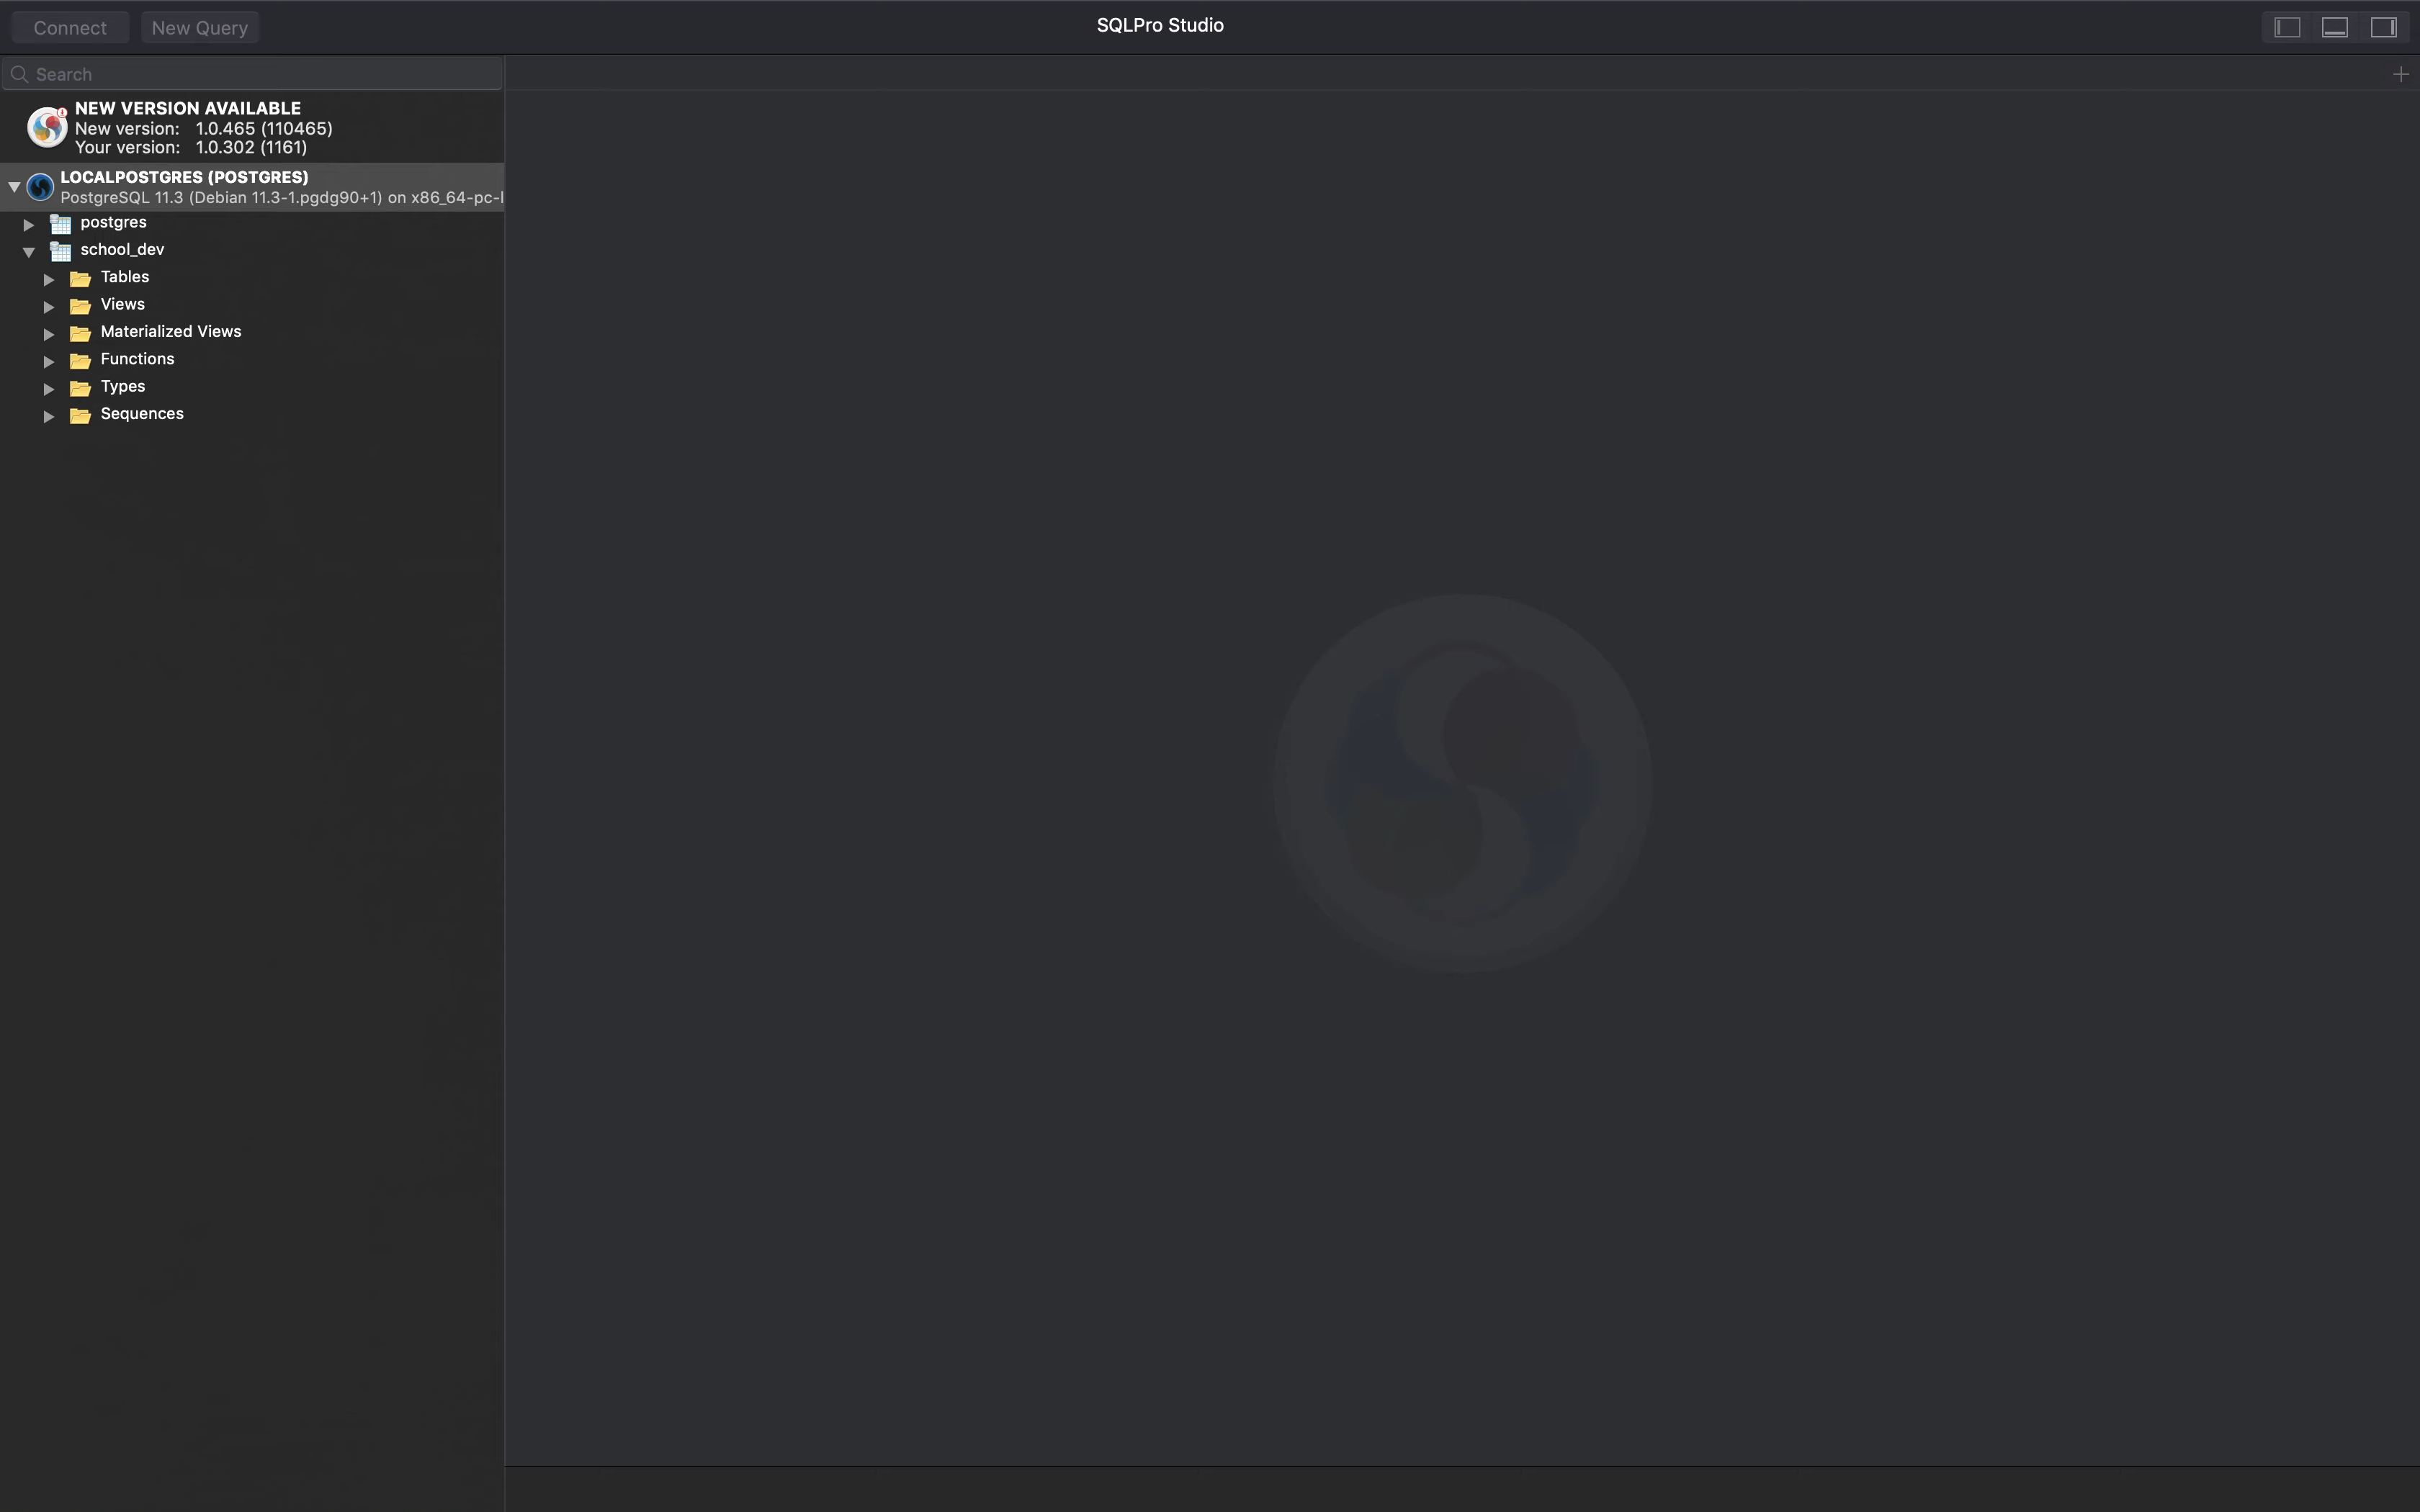 Connect
New Query
SQLPro Studio
Search
NEW VERSION AVAILABLE
New version: 1.0.465 (110465)
Your version: 1.0.302 (1161)
LOCALPOSTGRES (POSTGRES)
PostgreSQL 11.3 (Debian 11.3-1.pgdg90+1) on x86_64-pc-l
postgres
school_dev
Tables
Views
Materialized Views
Functions
Types
Sequences